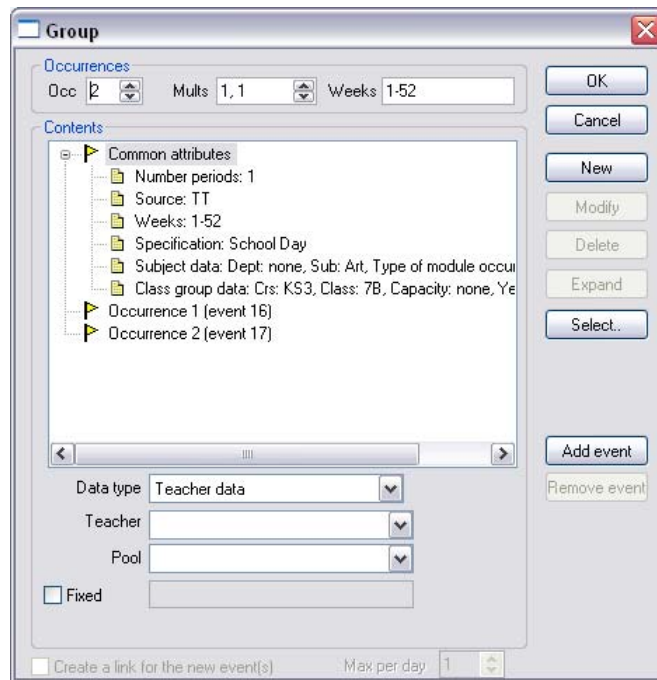 Group
Occurrences
Occ 2 Mults 1, 1 Weeks 1-52
OK
Cancel
Contents
Common attributes
New
Number periods: 1
Source: TT
Modify
Weeks: 1-52
Specification: School Day
Delete
Subject data: Dept: none, Sub: Art, Type of module occur
Class group data: Crs: KS3, Class: 7B, Capacity: none, Ye
Expand
Occurrence 1 (event 16)
Select..
Occurrence 2 (event 17)
Add event
Data type Teacher data
Remove event
Teacher
Pool
Fixed
Create a link for the new event(s) Max per day 1